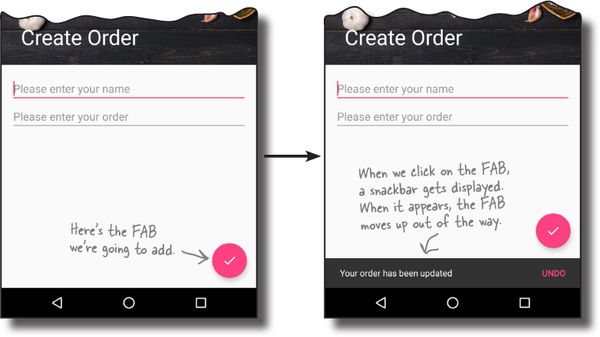 Create Order
Please enter your name
Please enter your order
Here's the FAB
we're going to add.
Create Order
Please enter your name
Please enter your order
When we click on the FAB,
a snackbar gets displayed.
When it appears, the FAB
moves up out of the way.
Your order has been updated
UNDO